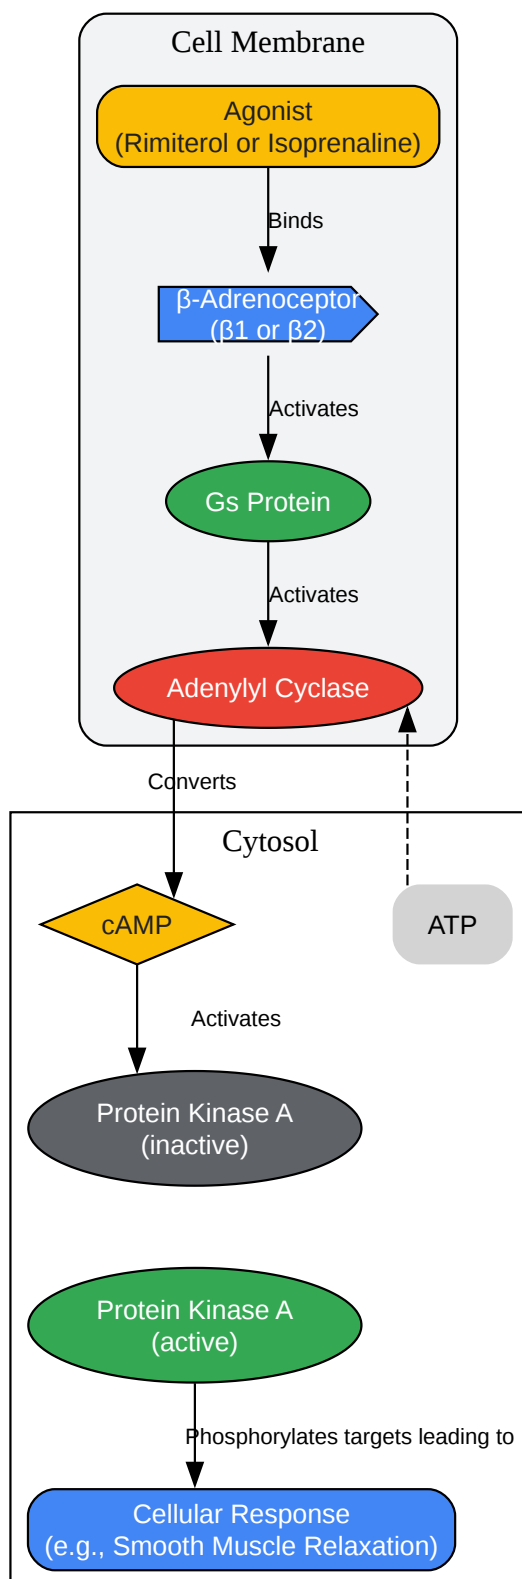 Cell Membrane
Agonist
(Rimiterol or Isoprenaline)
Binds
β-Adrenoceptor
(β1 or β2)
Activates
Gs Protein
Activates
Adenylyl Cyclase
Converts
Cytosol
cAMP
ATP
Activates
Protein Kinase A
(inactive)
Protein Kinase A
(active)
Phosphorylates targets leading to
Cellular Response
(e.g., Smooth Muscle Relaxation)